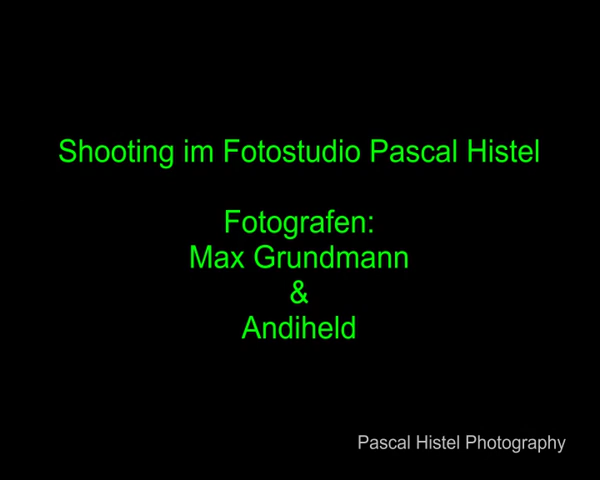 Shooting im Fotostudio Pascal Histel
Fotografen:
Max Grundmann
&
Andiheld
Pascal Histel Photography